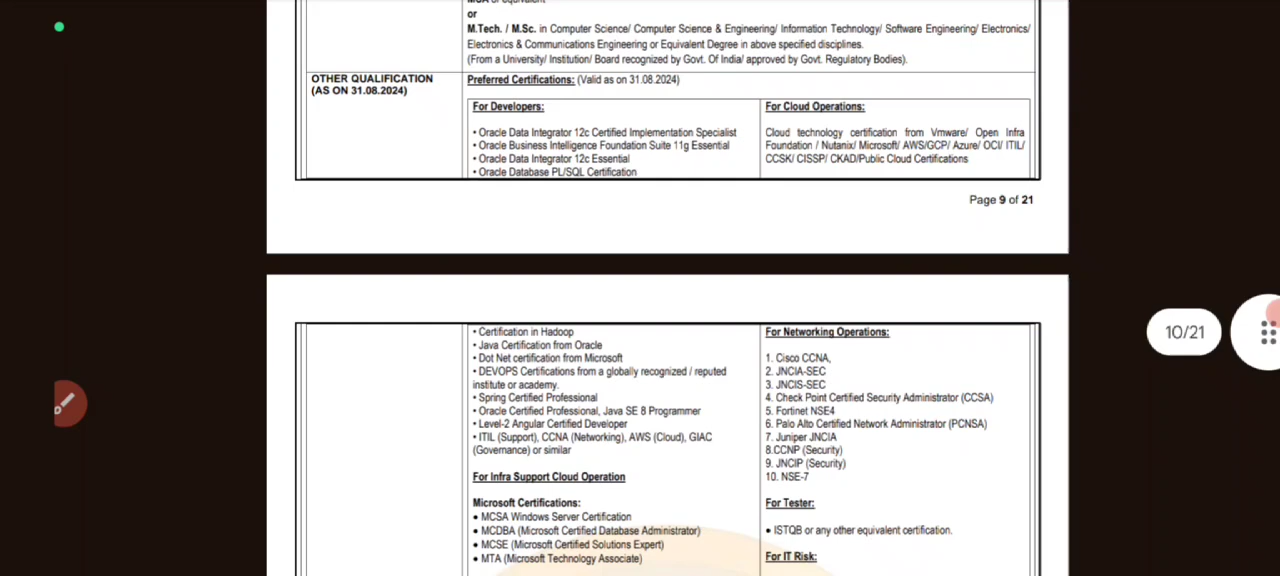 MCA or equivalent
or
M.Tech. / M.Sc. in Computer Science/ Computer Science & Engineering/ Information Technology/ Software Engineering/ Electronics/
Electronics & Communications Engineering or Equivalent Degree in above specified disciplines.
(From a University/ Institution/ Board recognized by Govt. Of India/ approved by Govt. Regulatory Bodies).
OTHER QUALIFICATION
(AS ON 31.08.2024)
Preferred Certifications: (Valid as on 31.08.2024)
For Developers:
• Oracle Data Integrator 12c Certified Implementation Specialist
• Oracle Business Intelligence Foundation Suite 11g Essential
• Oracle Data Integrator 12c Essential
• Oracle Database PL/SQL Certification
For Cloud Operations:
Cloud technology certification from Vmware/ Open Infra
Foundation / Nutanix/ Microsoft/ AWS/GCP/ Azure/ OCI/ ITIL/
CCSK/ CISSP/ CKAD/Public Cloud Certifications
Page 9 of 21
• Certification in Hadoop
• Java Certification from Oracle
• Dot Net certification from Microsoft
• DEVOPS Certifications from a globally recognized / reputed
institute or academy.
• Spring Certified Professional
• Oracle Certified Professional, Java SE 8 Programmer
• Level-2 Angular Certified Developer
• ITIL (Support), CCNA (Networking), AWS (Cloud), GIAC
(Governance) or similar
For Infra Support Cloud Operation
Microsoft Certifications:
• MCSA Windows Server Certification
• MCDBA (Microsoft Certified Database Administrator)
• MCSE (Microsoft Certified Solutions Expert)
• MTA (Microsoft Technology Associate)
For Networking Operations:
1. Cisco CCNA,
2. JNCIA-SEC
3. JNCIS-SEC
4. Check Point Certified Security Administrator (CCSA)
5. Fortinet NSE4
6. Palo Alto Certified Network Administrator (PCNSA)
7. Juniper JNCIA
8.CCNP (Security)
9. JNCIP (Security)
10. NSE-7
For Tester:
• ISTQB or any other equivalent certification.
For IT Risk:
10/21